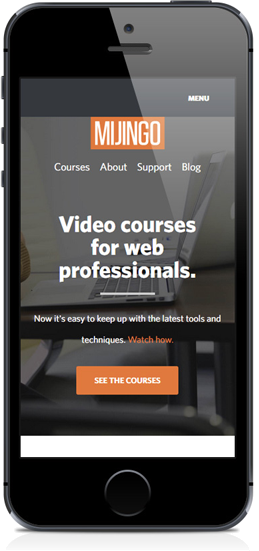 MENU
MIJINGO
Courses About Support Blog
Video courses
for web
professionals.
Now it's easy to keep up with the latest tools and
techniques. Watch how.
SEE THE COURSES